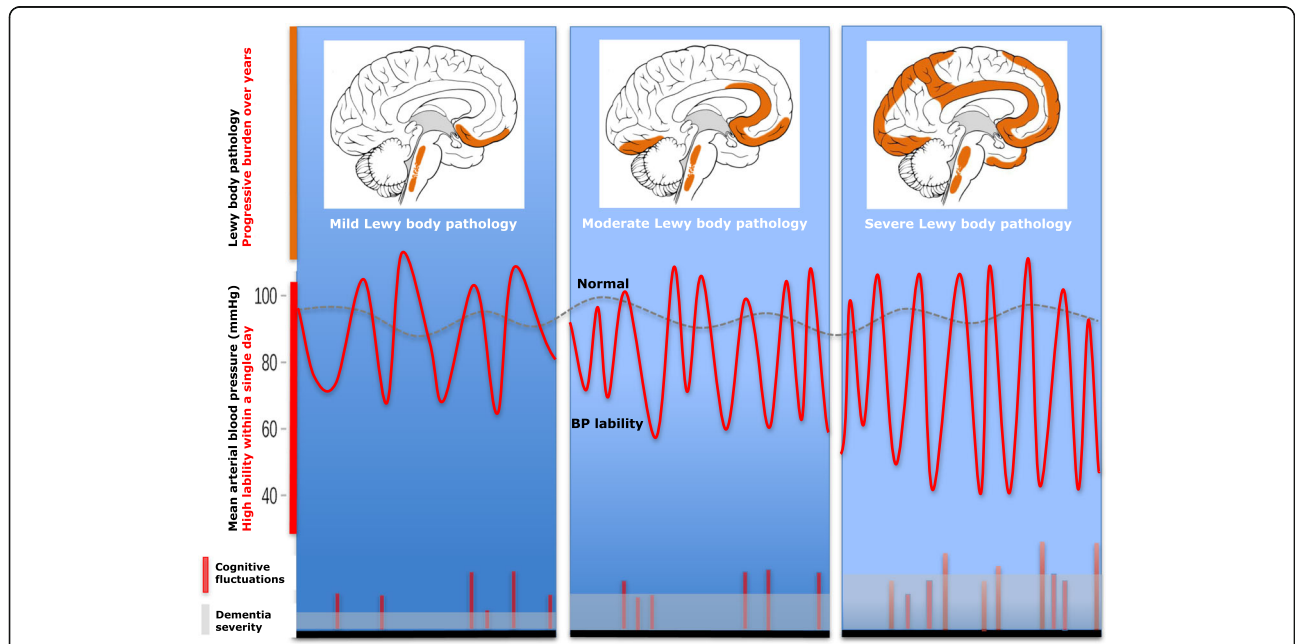 Lewy body pathology
Progressive burden over years
Mild Lewy body pathology
Moderate Lewy body pathology
Severe Lewy body pathology
Mean arterial blood pressure (mmHg)
High lability within a single day
100
80
60
40
Normal
BP lability
Cognitive
fluctuations
Dementia
severity